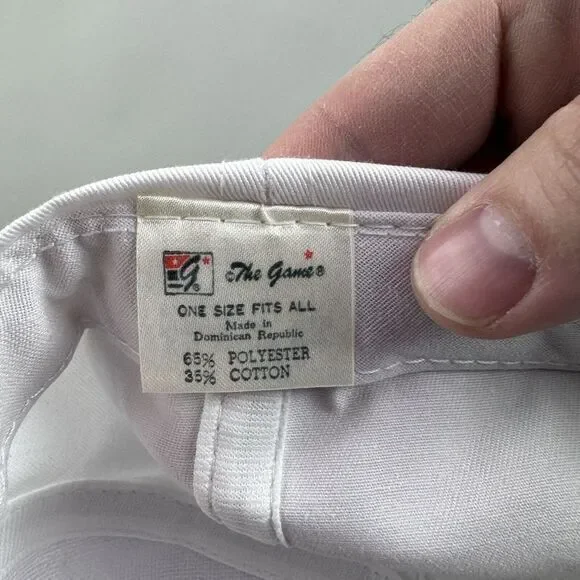 G
©The Game®
ONE SIZE FITS ALL
Made in
Dominican Republic
65% POLYESTER
35% COTTON